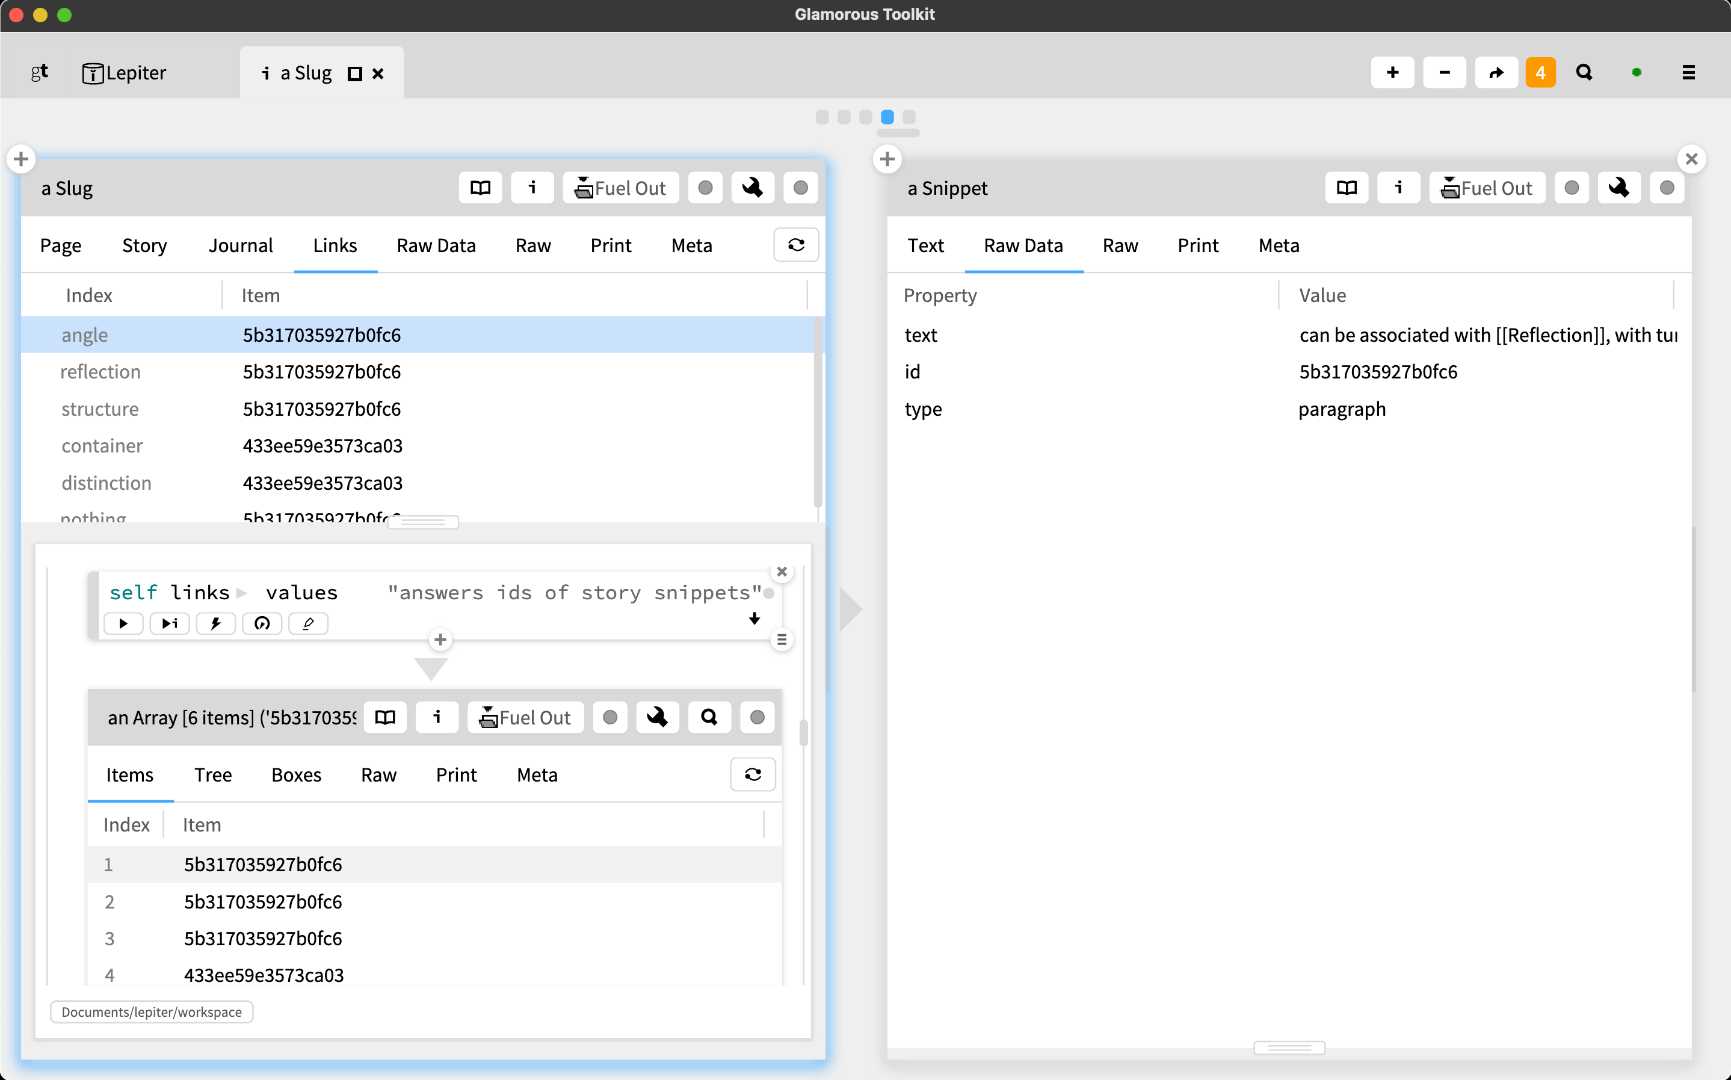 Glamorous Toolkit
gt Lepiter i a Slug
4
a Slug i Fuel Out
Page Story Journal Links Raw Data Raw Print Meta
Index Item
angle 5b317035927b0fc6
reflection 5b317035927b0fc6
structure 5b317035927b0fc6
container 433ee59e3573ca03
distinction 433ee59e3573ca03
nothing 5b317035927b0fc6
self links values "answers ids of story snippets"
an Array [6 items] ('5b317035 i Fuel Out
Items Tree Boxes Raw Print Meta
Index Item
1 5b317035927b0fc6
2 5b317035927b0fc6
3 5b317035927b0fc6
4 433ee59e3573ca03
Documents/lepiter/workspace
a Snippet i Fuel Out
Text Raw Data Raw Print Meta
Property Value
text can be associated with [[Reflection]], with tur
id 5b317035927b0fc6
type paragraph